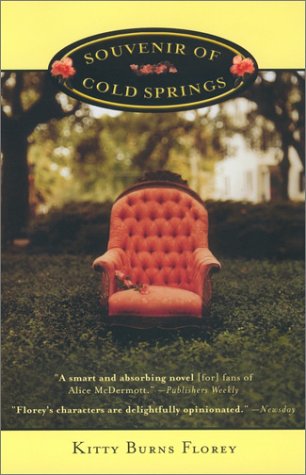 SOUVENIR OF
COLD SPRINGS
"A smart and absorbing novel [for] fans of
Alice McDermott." —Publishers Weekly
"Florey's characters are delightfully opinionated." —Newsday
KITTY BURNS FLOREY